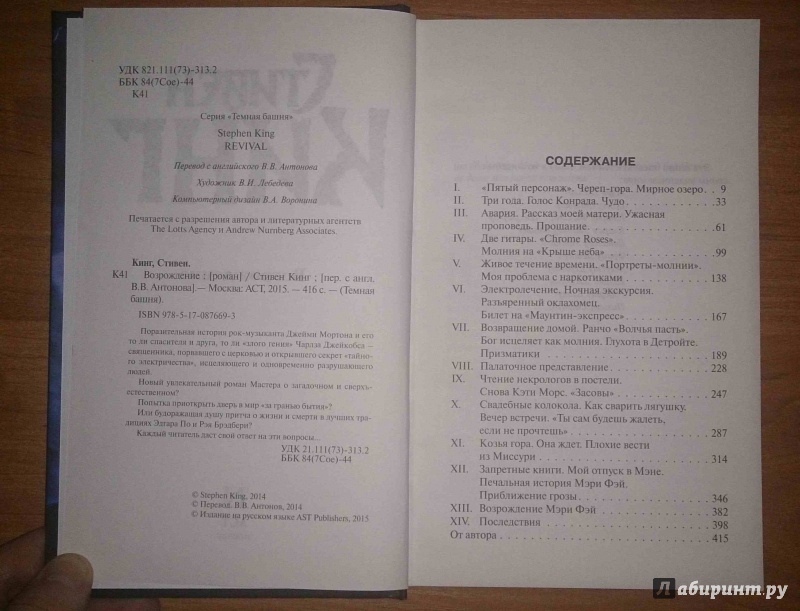 УДК 821.111(73)-313.2
ББК 84(7Сое)-44
К41
Серия «Темная башня»
Stephen King
REVIVAL
Перевод с английского В.В. Антонова
Художник В.И. Лебедева
Компьютерный дизайн В.А. Воронина
Печатается с разрешения автора и литературных агентств
The Lotts Agency и Andrew Nurnberg Associates.
Кинг, Стивен.
К41 Возрождение : [роман] / Стивен Кинг ; [пер. с англ.
В.В. Антонова] — Москва: АСТ, 2015. — 416 с. — (Темная
башня).
ISBN 978-5-17-087669-3
Поразительная история рок-музыканта Джейми Мортона и его
то ли спасителя и друга, то ли «злого гения» Чарлза Джейкобса —
священника, порвавшего с церковью и открывшего секрет «тайно-
го электричества», исцеляющего и одновременно разрушающего
людей.
Новый увлекательный роман Мастера о загадочном и сверхъ-
естественном?
Попытка приоткрыть дверь в мир «за гранью бытия»?
Или будоражащая душу притча о жизни и смерти в лучших тра-
дициях Эдгара По и Рэя Брэдбери?
Каждый читатель даст свой ответ на эти вопросы...
УДК 21.111(73)-313.2
ББК 84(7Сое)-44
© Stephen King, 2014
© Перевод. В.В. Антонов, 2014
© Издание на русском языке AST Publishers, 2015
СТИВЕН
КИНГ
СОДЕРЖАНИЕ
I. «Пятый персонаж». Череп-гора. Мирное озеро. 9
II. Три года. Голос Конрада. Чудо . . . . . . . . . 33
III. Авария. Рассказ моей матери. Ужасная
проповедь. Прощание. . . . . . . . . . . . . . . 61
IV. Две гитары. «Chrome Roses».
Молния на «Крыше неба» . . . . . . . . . . . . 99
V. Живое течение времени. «Портреты-молнии».
Моя проблема с наркотиками . . . . . . . . . 138
VI. Электролечение. Ночная экскурсия.
Разъяренный оклахомец.
Билет на «Маунтин-экспресс» . . . . . . . . . 167
VII. Возвращение домой. Ранчо «Волчья пасть».
Бог исцеляет как молния. Глухота в Детройте.
Призматики . . . . . . . . . . . . . . . . . . 189
VIII. Палаточное представление . . . . . . . . . . 228
IX. Чтение некрологов в постели.
Снова Кэти Морс. «Засовы» . . . . . . . . . . 247
X. Свадебные колокола. Как сварить лягушку.
Вечер встречи. «Ты сам будешь жалеть,
если не прочтешь» . . . . . . . . . . . . . . . 287
XI. Козья гора. Она ждет. Плохие вести
из Миссури . . . . . . . . . . . . . . . . . . 314
XII. Запретные книги. Мой отпуск в Мэне.
Печальная история Мэри Фэй.
Приближение грозы . . . . . . . . . . . . . . 346
XIII. Возрождение Мэри Фэй . . . . . . . . . . . . 382
XIV. Последствия . . . . . . . . . . . . . . . . . 398
От автора . . . . . . . . . . . . . . . . . . . . . 415
Лабиринт.ру